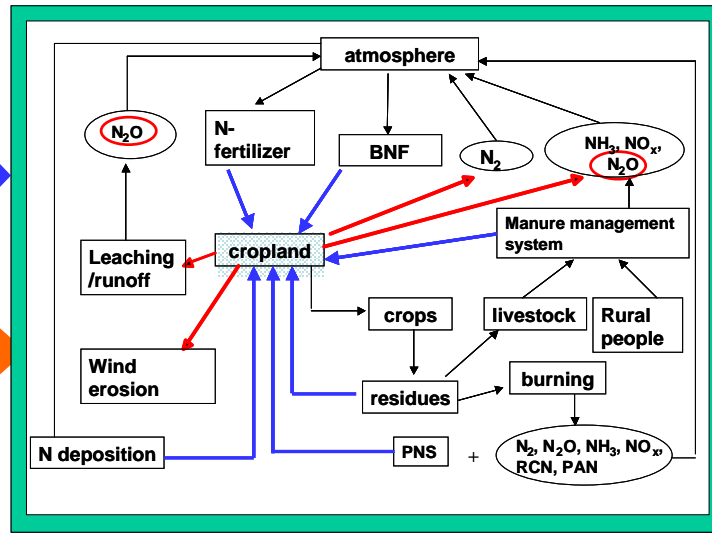 atmosphere
N₂O
N-
fertilizer
BNF
N₂
NH₃, NOₓ,
N₂O
Manure management
system
cropland
Leaching
/runoff
crops
livestock
Rural
people
Wind
erosion
residues
burning
N deposition
PNS
+
N₂, N₂O, NH₃, NOₓ,
RCN, PAN